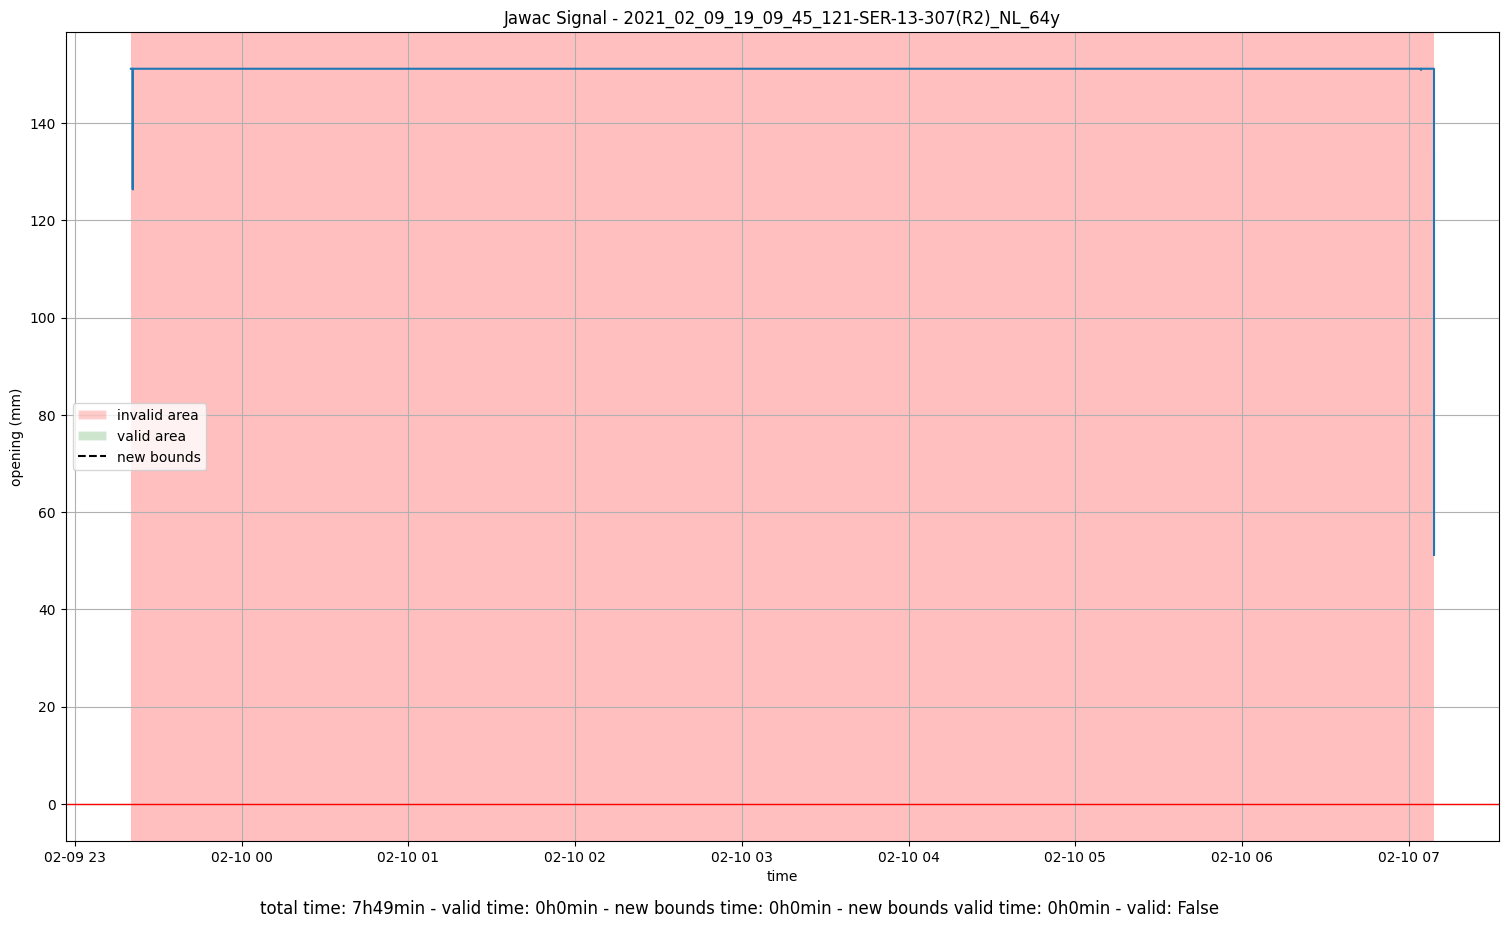 Jawac Signal - 2021_02_09_19_09_45_121-SER-13-307(R2)_NL_64y
140
120
100
80
60
40
20
0
opening (mm)
invalid area
valid area
new bounds
02-09 23
02-10 00
02-10 01
02-10 02
02-10 03
02-10 04
02-10 05
02-10 06
02-10 07
time
total time: 7h49min - valid time: 0h0min - new bounds time: 0h0min - new bounds valid time: 0h0min - valid: False